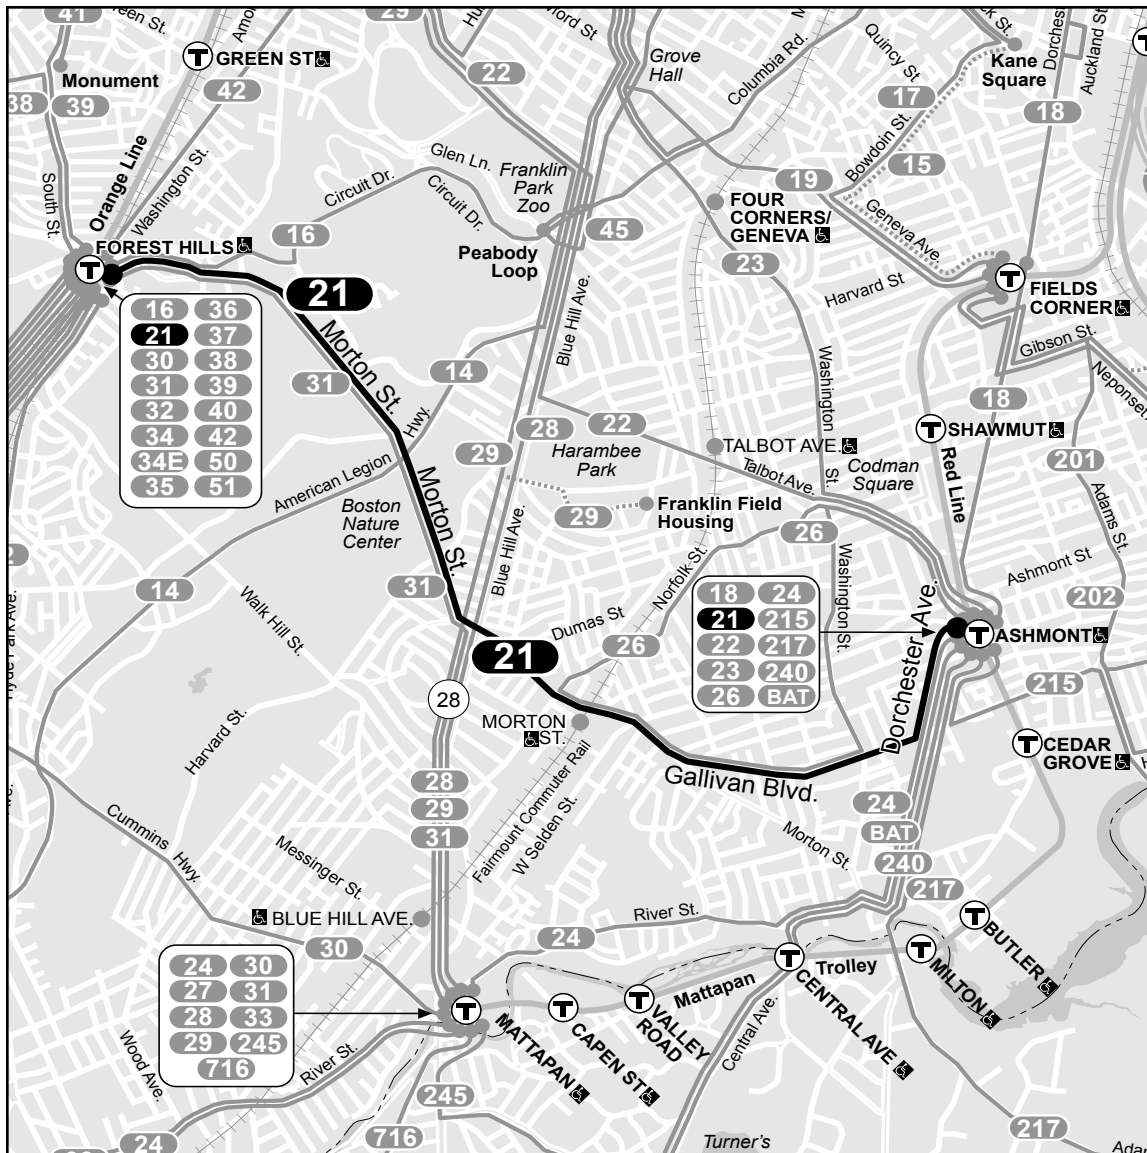 41
29
22
GREEN ST
Monument
38
39
42
Orange Line
Washington St.
South St.
FOREST HILLS
Grove
Hall
Columbia Rd.
Quincy St
Kane
Square
Auckland St
17
18
Bowdoin St.
15
19
Geneva Ave.
Glen Ln.
Circuit Dr.
Circuit Dr.
Franklin
Park
Zoo
Peabody
Loop
16
45
FOUR
CORNERS/
GENEVA
23
Harvard St
FIELDS
CORNER
Gibson St.
21
16 36
21 37
30 38
31 39
32 40
34 42
34E 50
35 51
Morton St.
31
14
Blue Hill Ave.
Washington
St.
18
SHAWMUT
Red Line
201
Adams St.
American Legion
Hwy.
28
22
29
Harambee
Park
TALBOT AVE.
Talbot Ave.
Codman
Square
Boston
Nature
Center
Morton St.
Blue Hill Ave.
29
Franklin Field
Housing
26
Norfolk St.
Washington St.
Ashmont St
202
14
31
Walk Hill St.
Dumas St
26
21
18 24
21 215
22 217
23 240
26 BAT
Dorchester Ave.
ASHMONT
215
28
Harvard St.
MORTON
ST.
Gallivan Blvd.
CEDAR
GROVE
28
29
31
Fairmount Commuter Rail
W Selden St.
24
BAT
240
217
Morton St.
Cummins
Hwy.
Messinger St.
BLUE HILL AVE.
30
24
River St.
24 30
27 31
28 33
29 245
716
MATTAPAN
CAPEN ST
VALLEY
ROAD
Mattapan
Trolley
CENTRAL AVE
MILTON
BUTLER
Central Ave.
River St.
Wood Ave.
24
245
716
217
Turner's